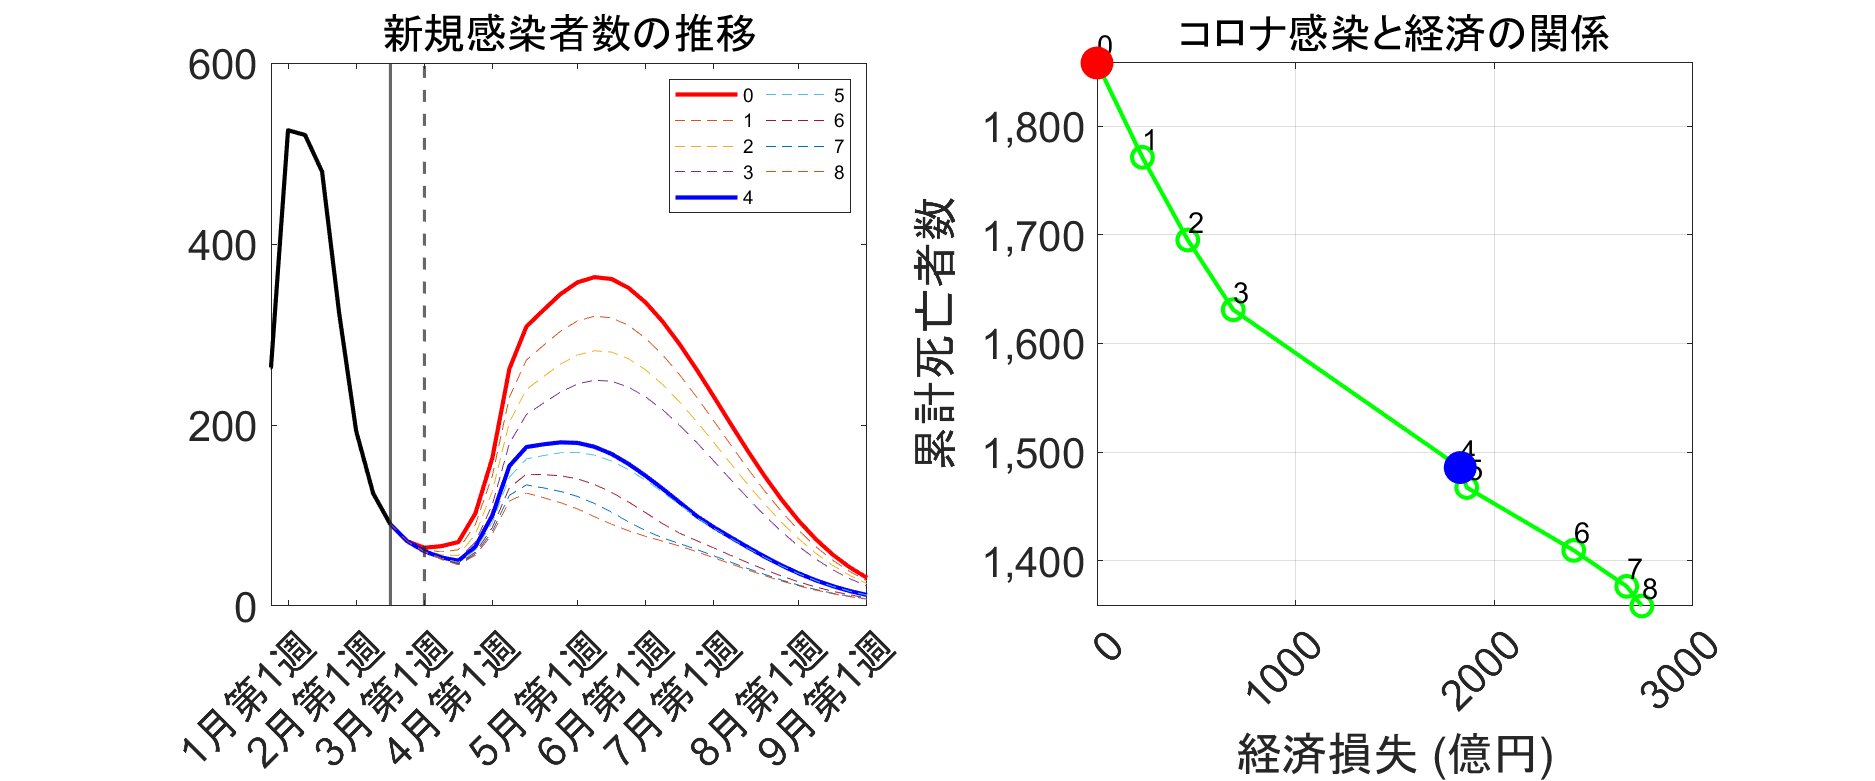 新規感染者数の推移
600
400
200
0
0
1
2
3
4
5
6
7
8
1月第1週
2月第1週
3月第1週
4月第1週
5月第1週
6月第1週
7月第1週
8月第1週
9月第1週
コロナ感染と経済の関係
累計死亡者数
1,800
1,700
1,600
1,500
1,400
0
1
2
3
4
5
6
7
8
0
1000
2000
3000
経済損失 (億円)